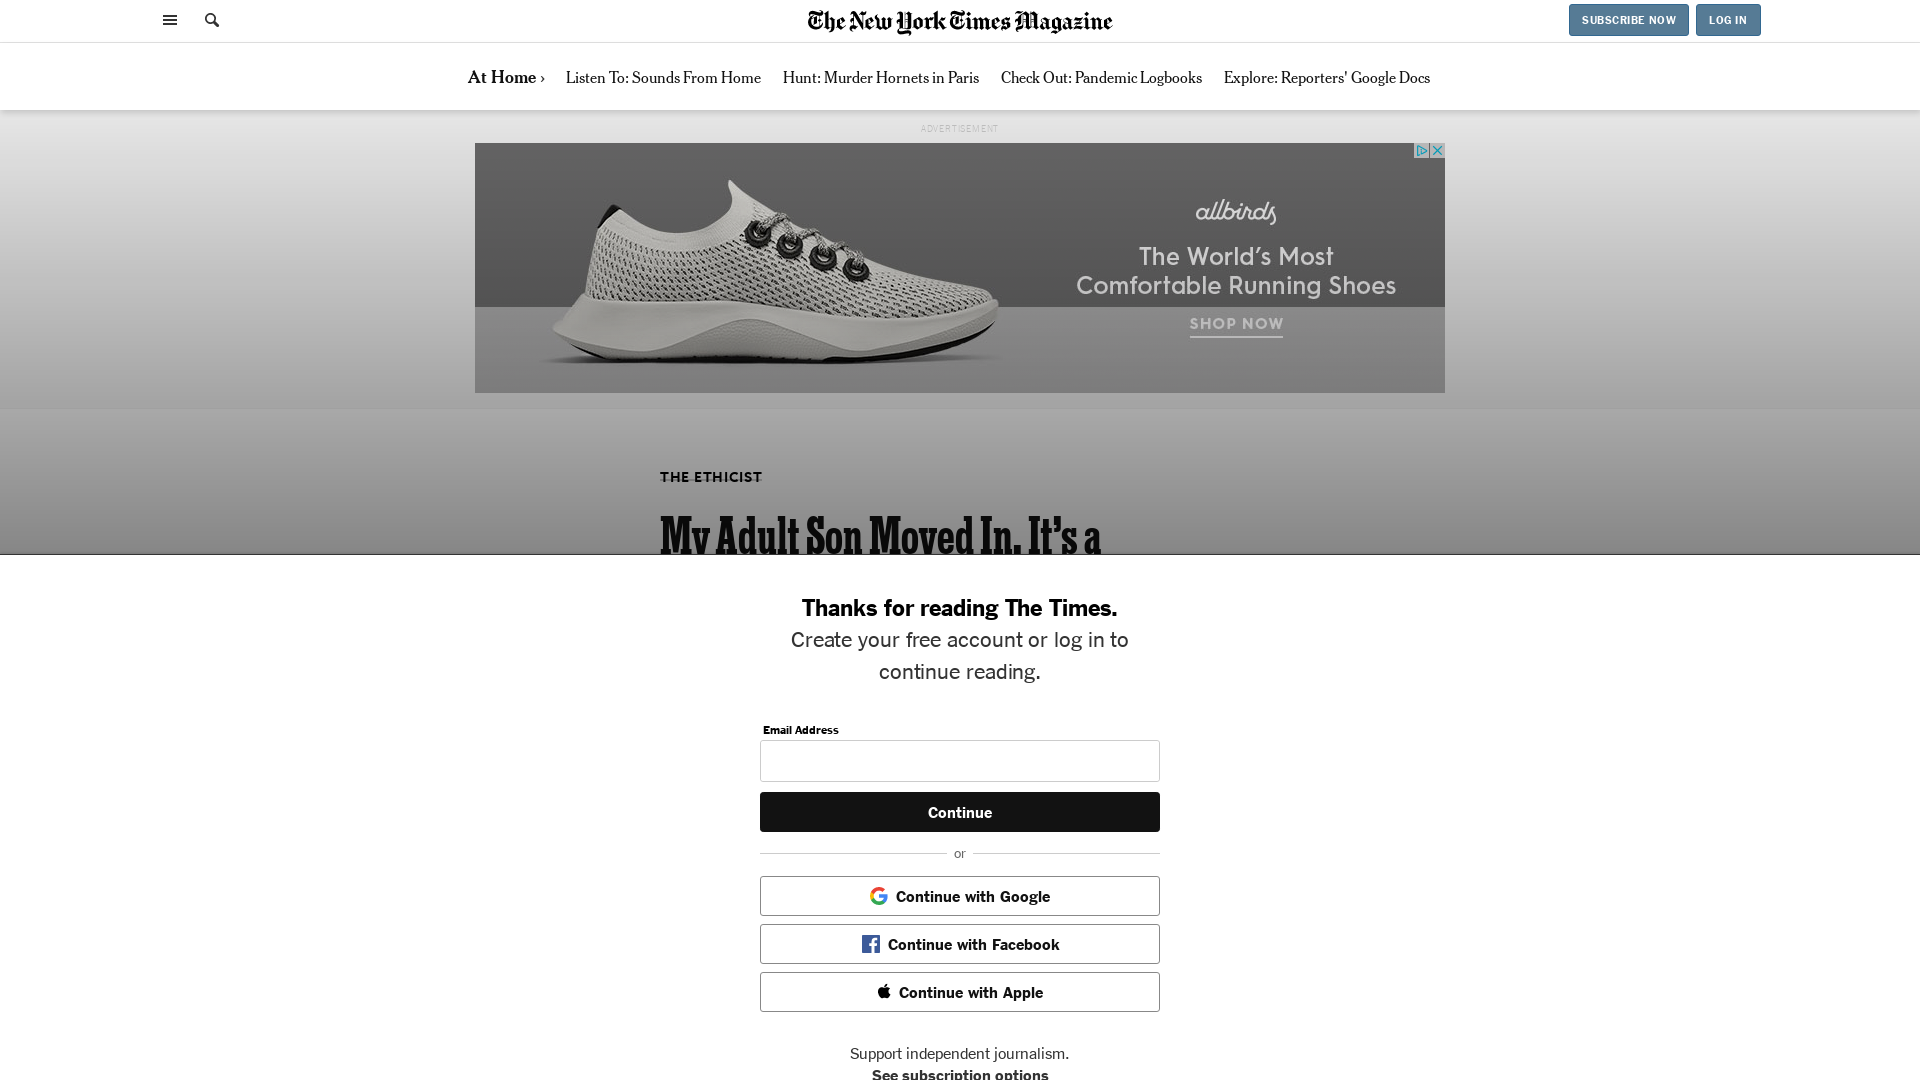 The New York Times Magazine
SUBSCRIBE NOW
LOG IN
At Home ›
Listen To: Sounds From Home
Hunt: Murder Hornets in Paris
Check Out: Pandemic Logbooks
Explore: Reporters' Google Docs
ADVERTISEMENT
allbirds
The World's Most
Comfortable Running Shoes
SHOP NOW
THE ETHICIST
My Adult Son Moved In. It's a
Thanks for reading The Times.
Create your free account or log in to
continue reading.
Email Address
Continue
or
Continue with Google
Continue with Facebook
Continue with Apple
Support independent journalism.
See subscription options